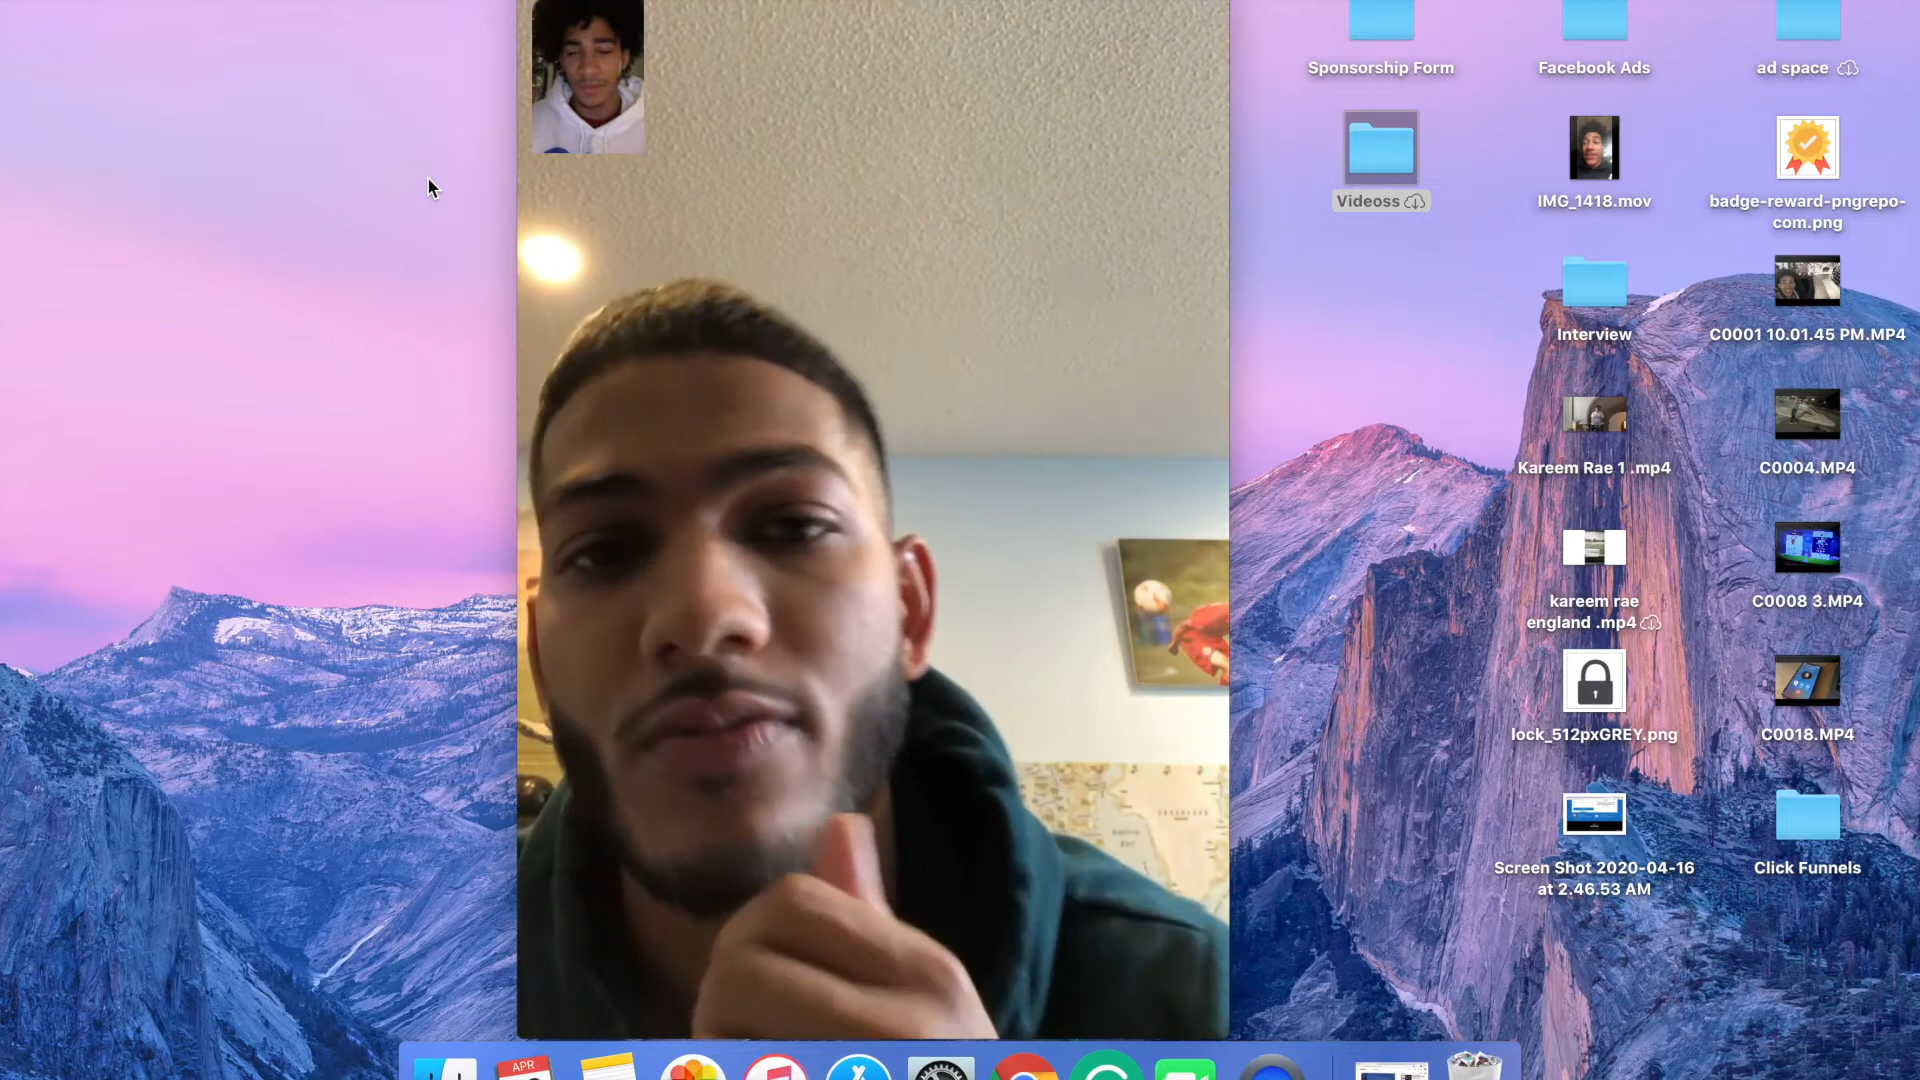 Sponsorship Form
Facebook Ads
ad space
Videoss
IMG_1418.mov
badge-reward-pngrepo-
com.png
Interview
C0001 10.01.45 PM.MP4
Kareem Rae 1 .mp4
C0004.MP4
kareem rae
england .mp4
C0008 3.MP4
lock_512pxGREY.png
C0018.MP4
Screen Shot 2020-04-16
at 2.46.53 AM
Click Funnels
APR